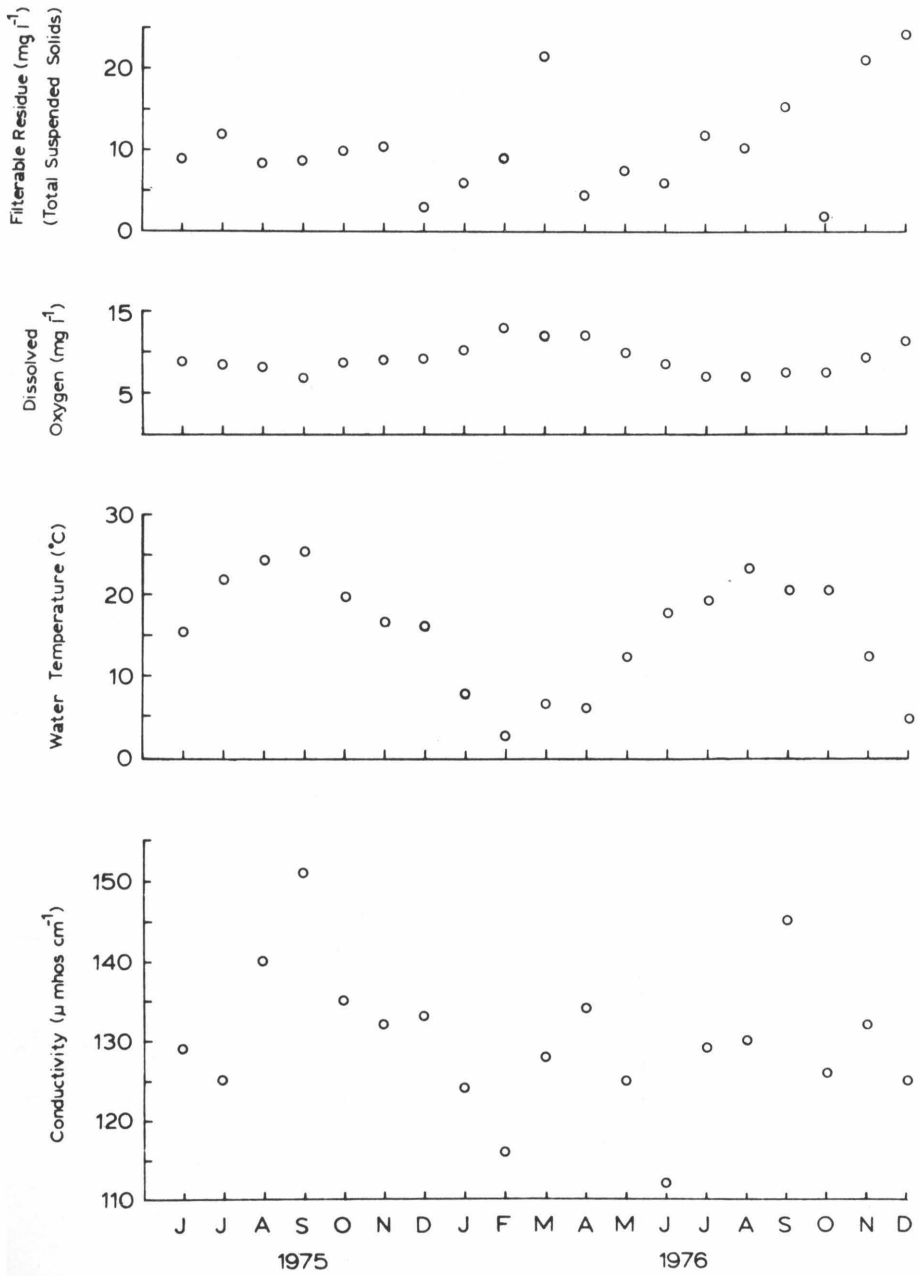 Filterable Residue (mg l⁻¹)
(Total Suspended Solids)
20
10
0
Dissolved
Oxygen (mg l⁻¹)
15
10
5
Water Temperature (°C)
30
20
10
0
Conductivity (µ mhos cm⁻¹)
150
140
130
120
110
J J A S O N D J F M A M J J A S O N D
1975 1976